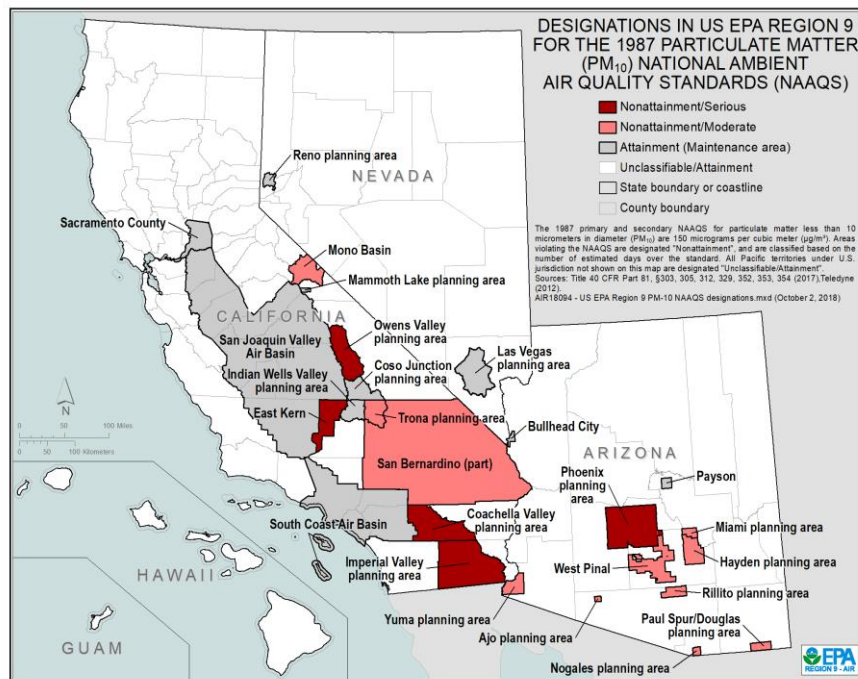 DESIGNATIONS IN US EPA REGION 9
FOR THE 1987 PARTICULATE MATTER
(PM₁₀) NATIONAL AMBIENT
AIR QUALITY STANDARDS (NAAQS)
Nonattainment/Serious
Nonattainment/Moderate
Attainment (Maintenance area)
Unclassifiable/Attainment
State boundary or coastline
County boundary
The 1987 primary and secondary NAAQS for particulate matter less than 10
micrometers in diameter (PM₁₀) are 150 micrograms per cubic meter (µg/m³). Areas
violating the NAAQS are designated "Nonattainment", and are classified based on the
number of estimated days over the standard. All Pacific territories under U.S.
jurisdiction not shown on this map are designated "Unclassifiable/Attainment".
Sources: Title 40 CFR Part 81, §303, 305, 312, 329, 352, 353, 354 (2017),Teledyne
(2012).
AIR18094 - US EPA Region 9 PM-10 NAAQS designations.mxd (October 2, 2018)
Reno planning area
NEVADA
Sacramento County
Mono Basin
Mammoth Lake planning area
CALIFORNIA
San Joaquin Valley
Air Basin
Owens Valley
planning area
Indian Wells Valley
planning area
Coso Junction
planning area
Las Vegas
planning area
East Kern
Trona planning area
Bullhead City
San Bernardino (part)
ARIZONA
Phoenix
planning
area
Payson
South Coast Air Basin
Coachella Valley
planning area
Miami planning area
Imperial Valley
planning area
West Pinal
Hayden planning area
Rillito planning area
Yuma planning area
Ajo planning area
Paul Spur/Douglas
planning area
Nogales planning area
N
0 50 100 Miles
0 50 100 Kilometers
HAWAII
GUAM
EPA
REGION 9 - AIR